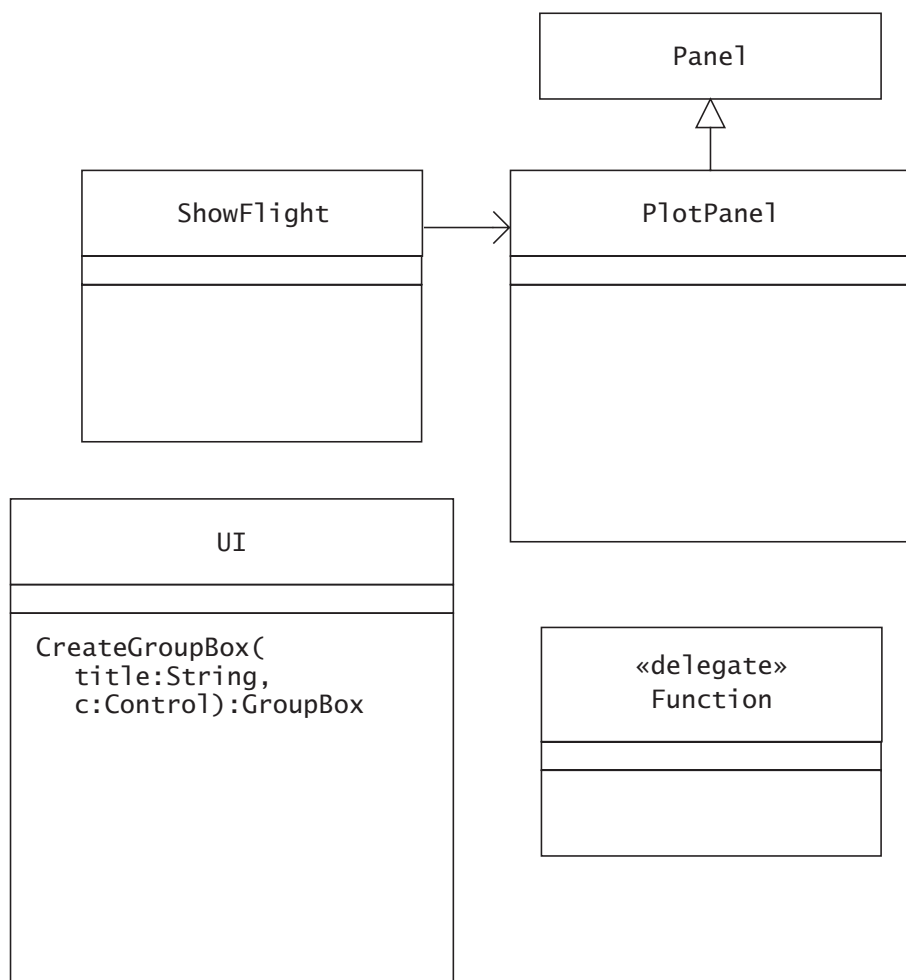 Panel
ShowFlight
PlotPanel
UI
CreateGroupBox(
title:String,
c:Control):GroupBox
«delegate»
Function